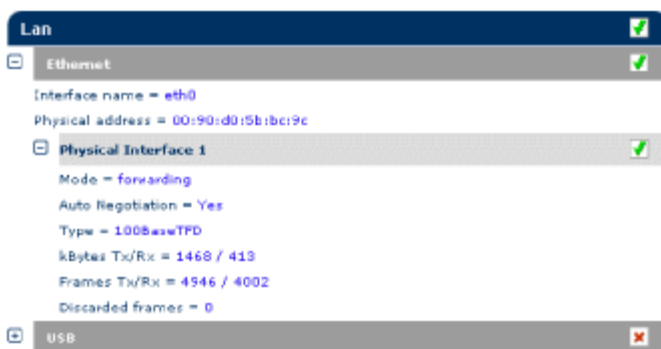 Lan
Ethernet
Interface name = eth0
Physical address = 00:90:d0:5b:bc:9c
Physical Interface 1
Mode = forwarding
Auto Negotiation = Yes
Type = 100BaseTFD
kBytes Tx/Rx = 1468 / 413
Frames Tx/Rx = 4946 / 4002
Discarded frames = 0
USB